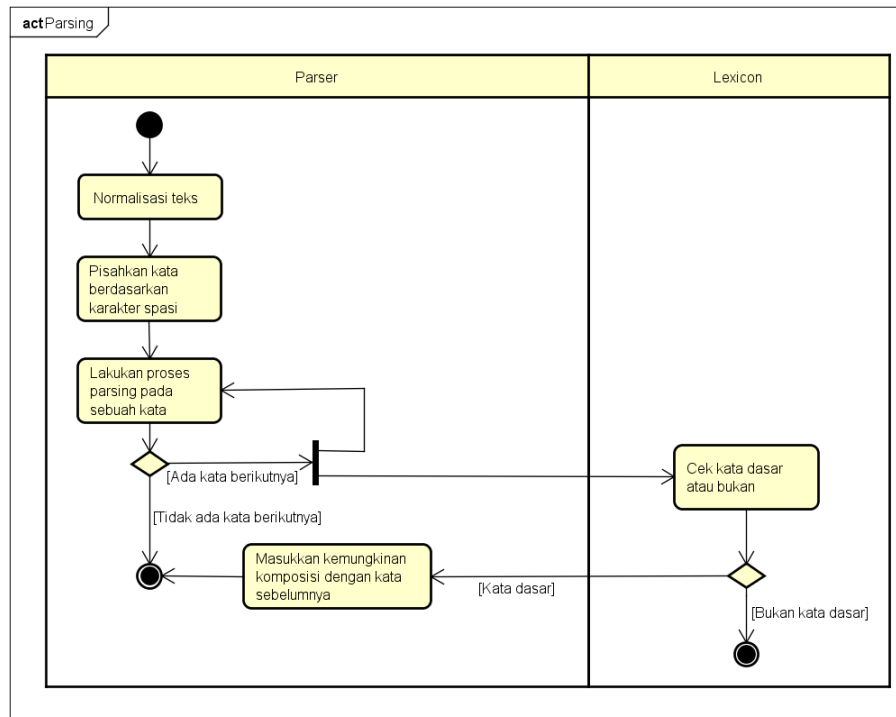 act Parsing
Parser
Lexicon
Normalisasi teks
Pisahkan kata
berdasarkan
karakter spasi
Lakukan proses
parsing pada
sebuah kata
[Ada kata berikutnya]
Cek kata dasar
atau bukan
[Tidak ada kata berikutnya]
Masukkan kemungkinan
komposisi dengan kata
sebelumnya
[Kata dasar]
[Bukan kata dasar]